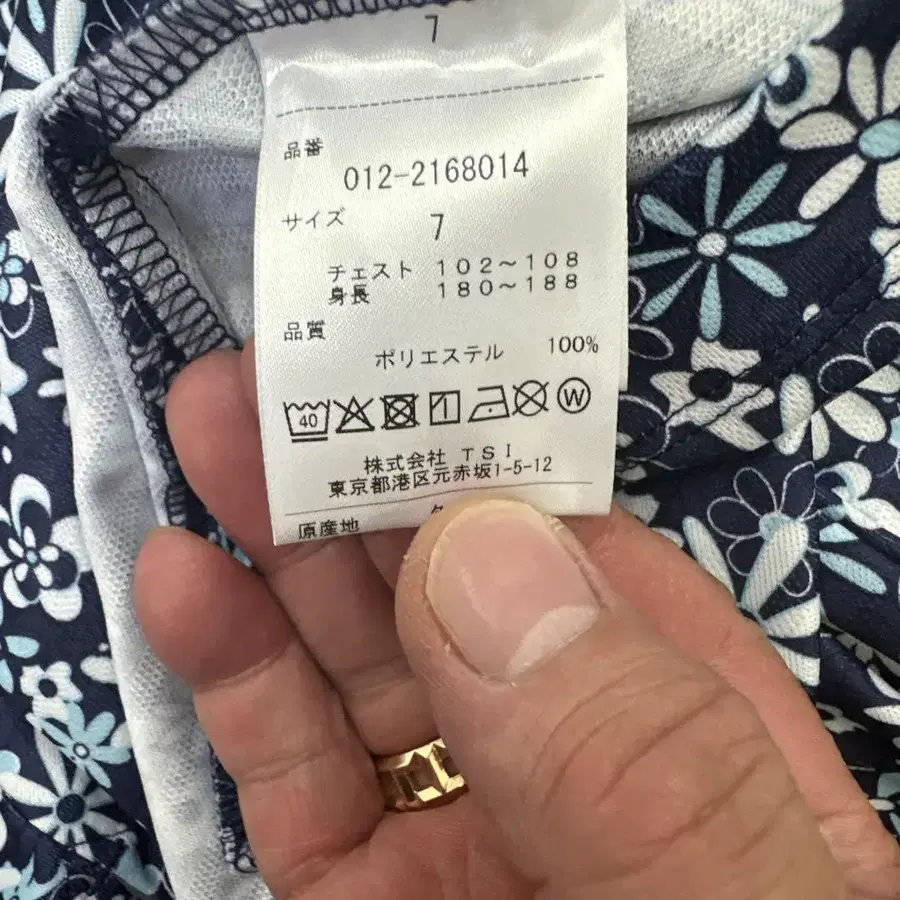 7
品番
012-2168014
サイズ
7
チェスト 102～108
身長 180～188
品質
ポリエステル 100%
40 W
株式会社 TSI
東京都港区元赤坂1-5-12
原産地